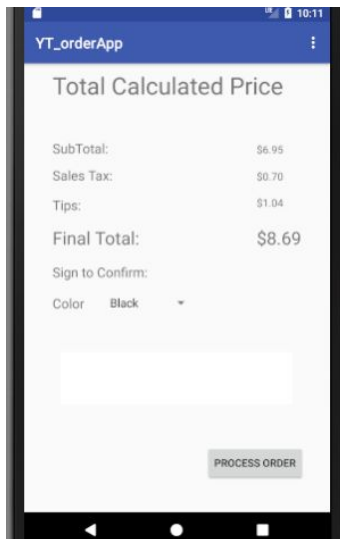 10:11
YT_orderApp
Total Calculated Price
SubTotal: $6.95
Sales Tax: $0.70
Tips: $1.04
Final Total: $8.69
Sign to Confirm:
Color Black
PROCESS ORDER